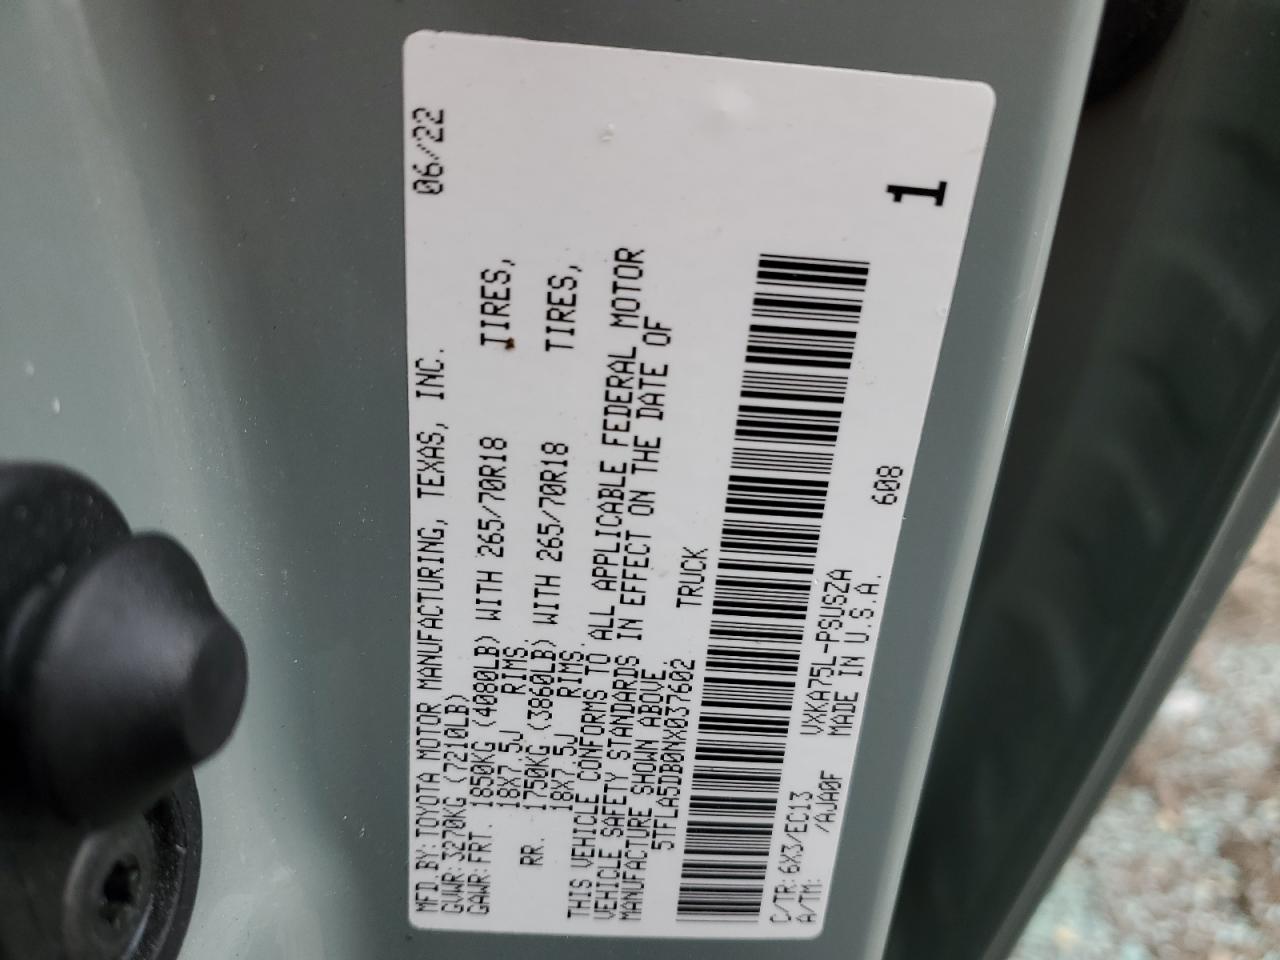 MFD.BY: TOYOTA MOTOR MANUFACTURING, TEXAS, INC. 06/22
GVWR: 3270KG (7210LB)
GAWR: FRT. 1850KG (4080LB) WITH 265/70R18 TIRES,
18X7.5J RIMS.
RR. 1750KG (3860LB) WITH 265/70R18 TIRES,
18X7.5J RIMS.
THIS VEHICLE CONFORMS TO ALL APPLICABLE FEDERAL MOTOR
VEHICLE SAFETY STANDARDS IN EFFECT ON THE DATE OF
MANUFACTURE SHOWN ABOVE.
5TFLA5DB0NX037602 TRUCK
C/TR: 6X3/EC13 VXKA75L-PSUSZA 608
A/TM: /AJA0F MADE IN U.S.A.
1